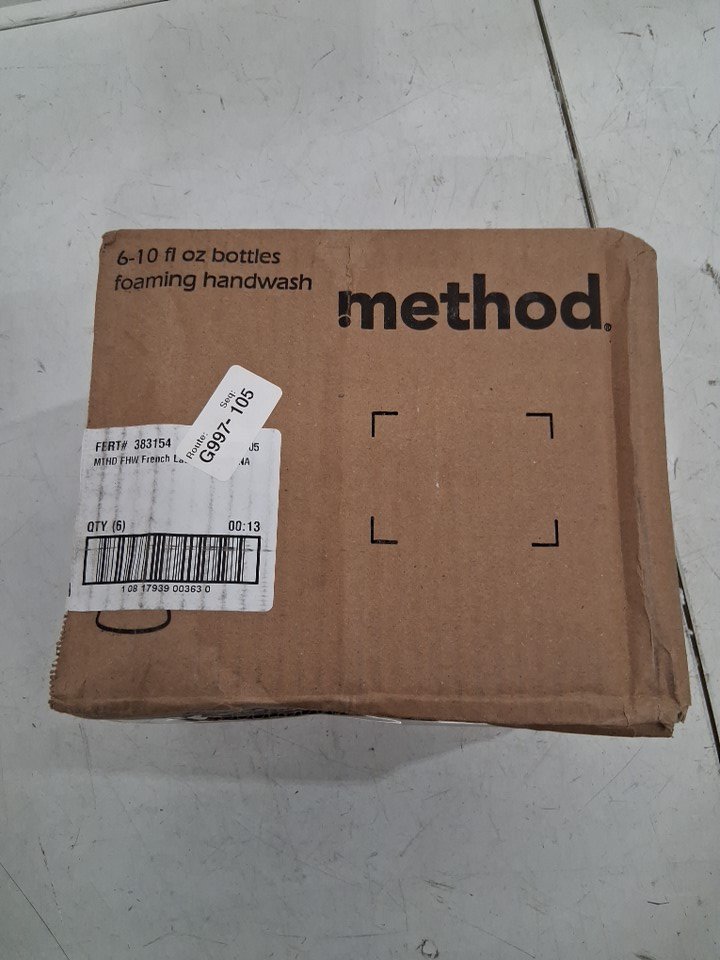 6-10 fl oz bottles
foaming handwash
method®
Route: Seq:
G997- 105
FERT# 383154
MTHD FHW French
QTY (6) 00:13
1 08 17939 00363 0